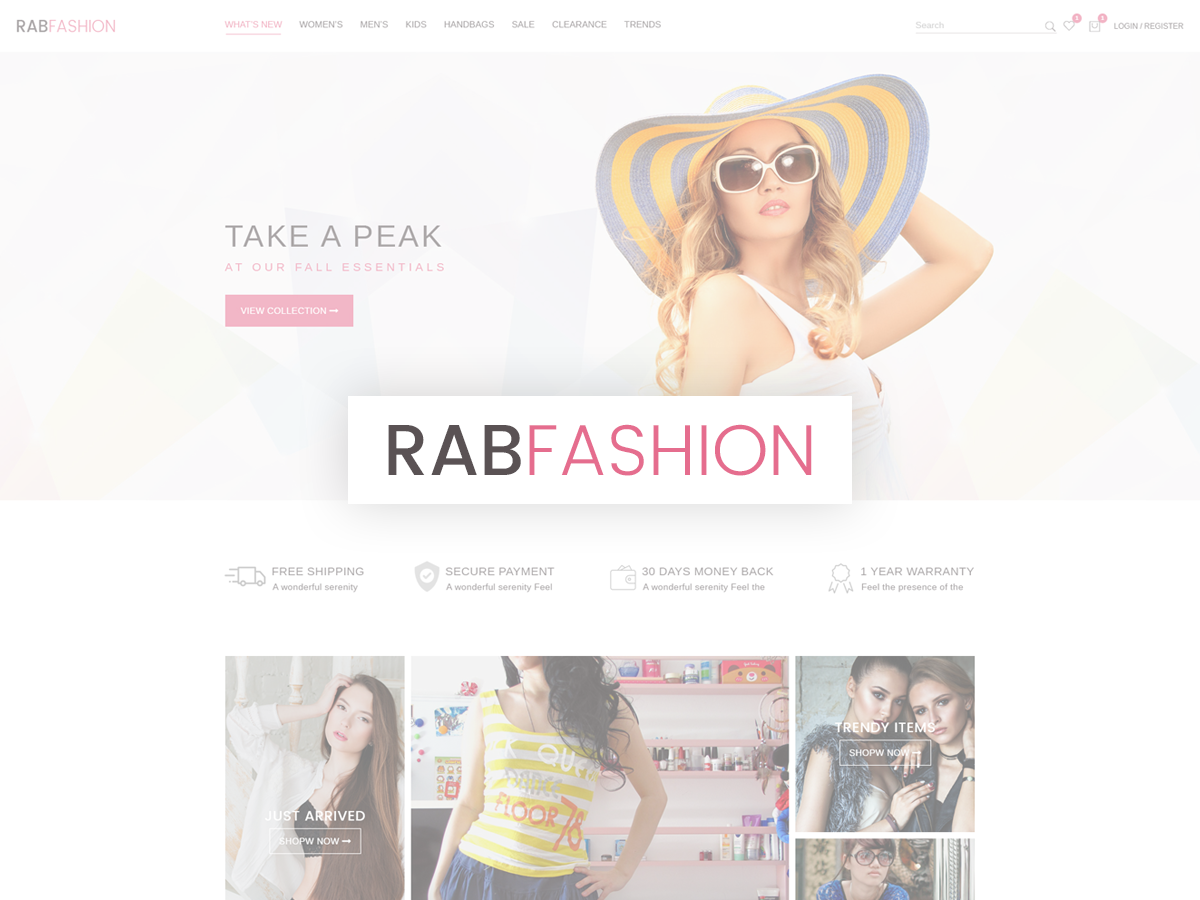 RABFASHION
WHAT'S NEW WOMEN'S MEN'S KIDS HANDBAGS SALE CLEARANCE TRENDS
Search
1
1
LOGIN / REGISTER
TAKE A PEAK
AT OUR FALL ESSENTIALS
VIEW COLLECTION
RABFASHION
FREE SHIPPING
A wonderful serenity
SECURE PAYMENT
A wonderful serenity Feel
30 DAYS MONEY BACK
A wonderful serenity Feel the
1 YEAR WARRANTY
Feel the presence of the
JUST ARRIVED
SHOPW NOW
FLOOR 78
TRENDY ITEMS
SHOPW NOW